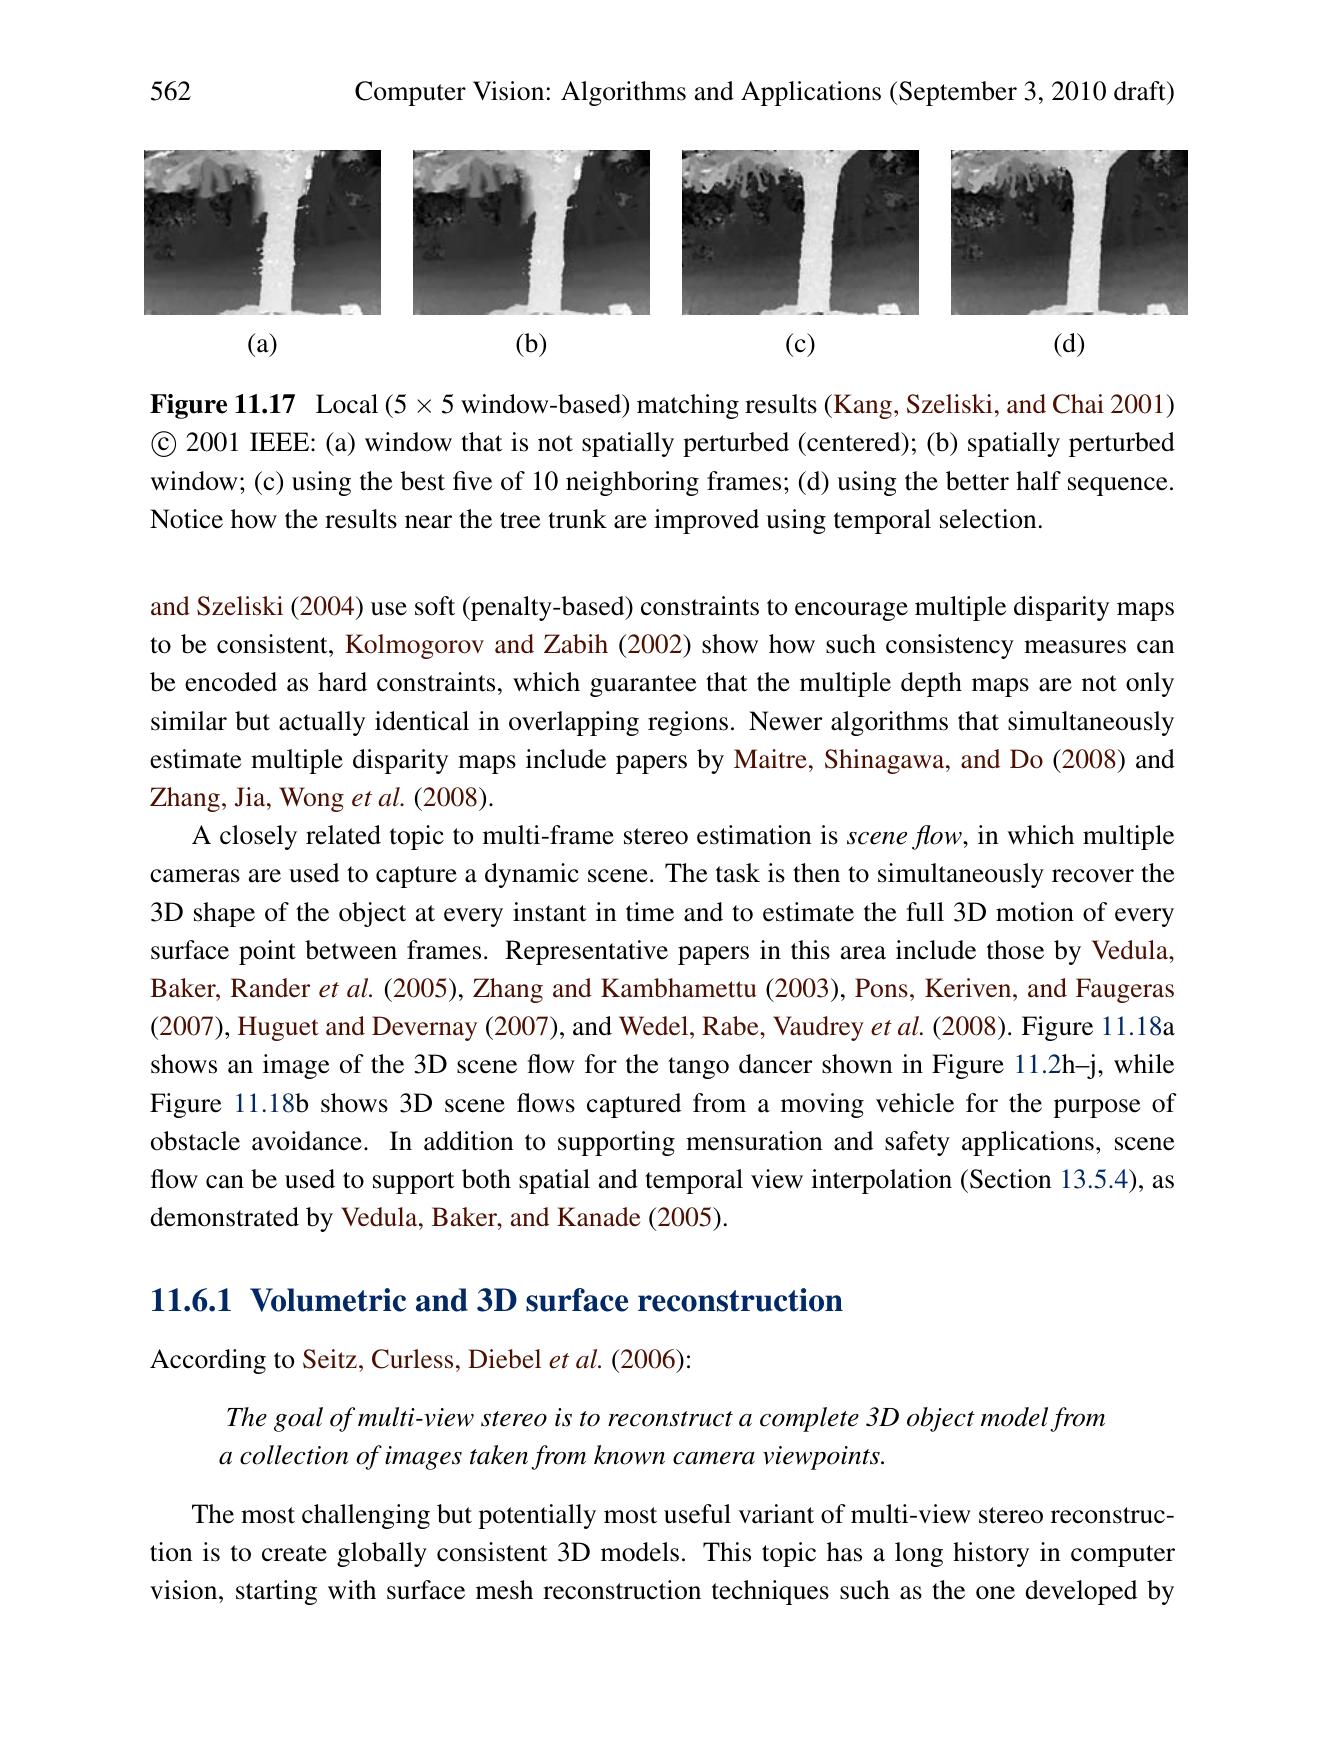 562 Computer Vision: Algorithms and Applications (September 3, 2010 draft)
(a) (b) (c) (d)
Figure 11.17 Local (5 × 5 window-based) matching results (Kang, Szeliski, and Chai 2001)
© 2001 IEEE: (a) window that is not spatially perturbed (centered); (b) spatially perturbed
window; (c) using the best five of 10 neighboring frames; (d) using the better half sequence.
Notice how the results near the tree trunk are improved using temporal selection.
and Szeliski (2004) use soft (penalty-based) constraints to encourage multiple disparity maps
to be consistent, Kolmogorov and Zabih (2002) show how such consistency measures can
be encoded as hard constraints, which guarantee that the multiple depth maps are not only
similar but actually identical in overlapping regions. Newer algorithms that simultaneously
estimate multiple disparity maps include papers by Maitre, Shinagawa, and Do (2008) and
Zhang, Jia, Wong et al. (2008).
A closely related topic to multi-frame stereo estimation is scene flow, in which multiple
cameras are used to capture a dynamic scene. The task is then to simultaneously recover the
3D shape of the object at every instant in time and to estimate the full 3D motion of every
surface point between frames. Representative papers in this area include those by Vedula,
Baker, Rander et al. (2005), Zhang and Kambhamettu (2003), Pons, Keriven, and Faugeras
(2007), Huguet and Devernay (2007), and Wedel, Rabe, Vaudrey et al. (2008). Figure 11.18a
shows an image of the 3D scene flow for the tango dancer shown in Figure 11.2h–j, while
Figure 11.18b shows 3D scene flows captured from a moving vehicle for the purpose of
obstacle avoidance. In addition to supporting mensuration and safety applications, scene
flow can be used to support both spatial and temporal view interpolation (Section 13.5.4), as
demonstrated by Vedula, Baker, and Kanade (2005).
11.6.1 Volumetric and 3D surface reconstruction
According to Seitz, Curless, Diebel et al. (2006):
The goal of multi-view stereo is to reconstruct a complete 3D object model from
a collection of images taken from known camera viewpoints.
The most challenging but potentially most useful variant of multi-view stereo reconstruc-
tion is to create globally consistent 3D models. This topic has a long history in computer
vision, starting with surface mesh reconstruction techniques such as the one developed by